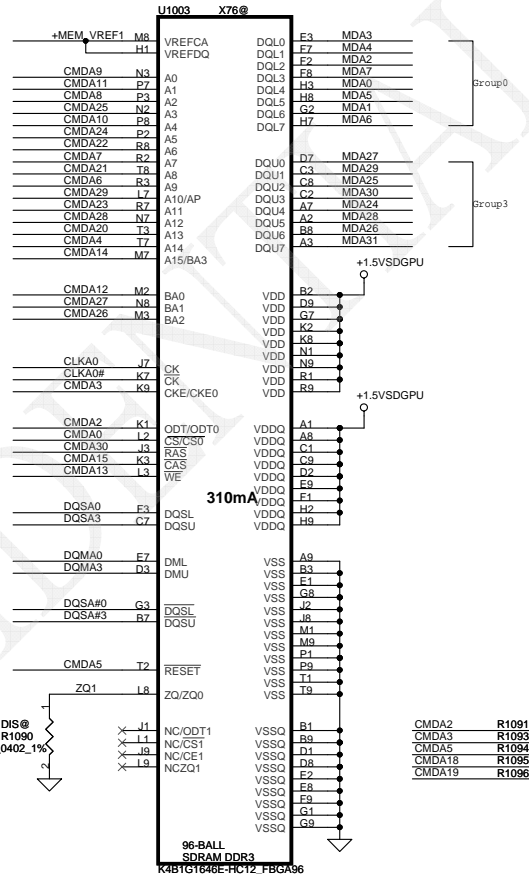 U1003 X76@
+MEM_VREF1 M8 VREFCA E3 MDA3
H1 VREFDQ DQL0 F7 MDA4
DQL1 F2 MDA2
DQL2 F8 MDA7
CMDA9 N3 A0 DQL3 H3 MDA0
CMDA11 P7 A1 DQL4 H8 MDA5
CMDA8 P3 A2 DQL5 G2 MDA1
CMDA25 N2 A3 DQL6 H7 MDA6
CMDA10 P8 A4 DQL7
Group0
CMDA24 P2 A5
CMDA22 R8 A6
CMDA7 R2 A7 DQU0 D7 MDA27
CMDA21 T8 A8 DQU1 C3 MDA29
CMDA6 R3 A9 DQU2 C8 MDA25
CMDA29 L7 A10/AP DQU3 C2 MDA30
CMDA23 R7 A11 DQU4 A7 MDA24
CMDA28 N7 A12 DQU5 A2 MDA28
CMDA20 T3 A13 DQU6 B8 MDA26
CMDA4 T7 A14 DQU7 A3 MDA31
CMDA14 M7 A15/BA3
Group3
+1.5VSDGPU
CMDA12 M2 BA0 VDD B2
CMDA27 N8 BA1 VDD D9
CMDA26 M3 BA2 VDD G7
VDD K2
VDD K8
VDD N1
CLKA0 J7 CK VDD N9
CLKA0# K7 CK VDD R1
CMDA3 K9 CKE/CKE0 VDD R9
+1.5VSDGPU
CMDA2 K1 ODT/ODT0 VDDQ A1
CMDA0 L2 CS/CS0 VDDQ A8
CMDA30 J3 RAS VDDQ C1
CMDA15 K3 CAS VDDQ C9
CMDA13 L3 WE VDDQ D2
VDDQ E9
310mA VDDQ F1
DQSA0 F3 DQSL VDDQ H2
DQSA3 C7 DQSU VDDQ H9
DQMA0 E7 DML VSS A9
DQMA3 D3 DMU VSS B3
VSS E1
VSS G8
DQSA#0 G3 DQSL VSS J2
DQSA#3 B7 DQSU VSS J8
VSS M1
VSS M9
VSS P1
CMDA5 T2 RESET VSS P9
VSS T1
ZQ1 L8 ZQ/ZQ0 VSS T9
DIS@
R1090
0402_1%
1
2
J1 NC/ODT1 VSSQ B1
L1 NC/CS1 VSSQ B9
J9 NC/CE1 VSSQ D1
L9 NCZQ1 VSSQ D8
VSSQ E2
VSSQ E8
VSSQ F9
VSSQ G1
VSSQ G9
CMDA2 R1091
CMDA3 R1093
CMDA5 R1094
CMDA18 R1095
CMDA19 R1096
96-BALL
SDRAM DDR3
K4B1G1646E-HC12_FBGA96